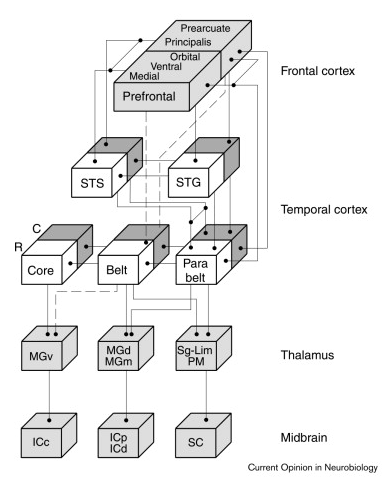 Prearcuate
Principalis
Orbital
Ventral
Medial
Prefrontal
Frontal cortex
STS
STG
Temporal cortex
C
R
Core
Belt
Para
belt
MGv
MGd
MGm
Sg-Lim
PM
Thalamus
ICc
ICp
ICd
SC
Midbrain
Current Opinion in Neurobiology